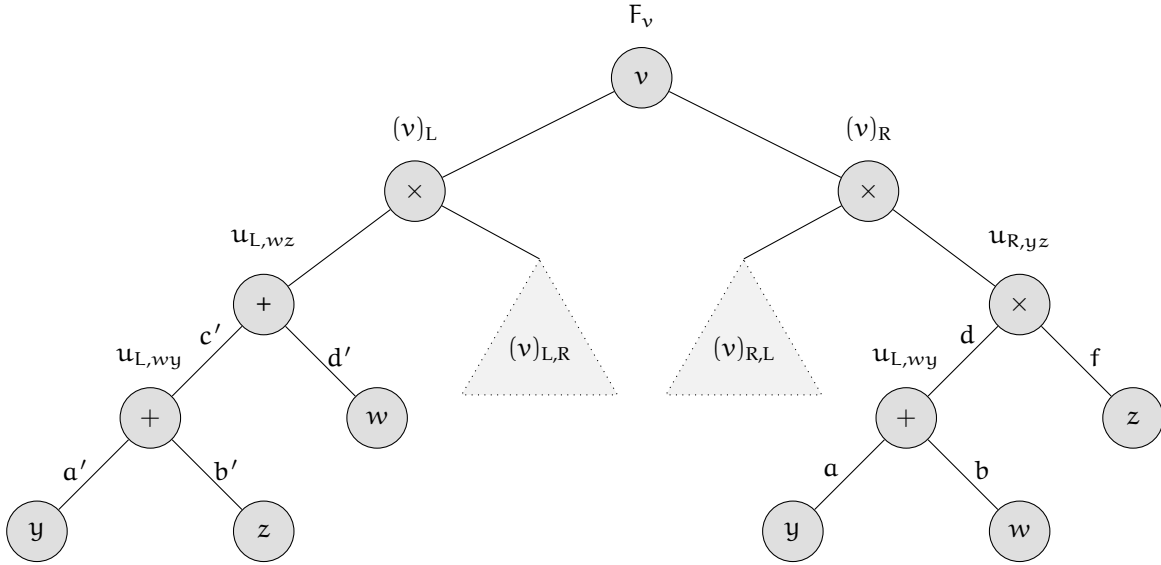 F_v
v
(v)_L (v)_R
× ×
u_{L,wz} u_{R,yz}
+ ×
c′ d
u_{L,wy} d′ (v)_{L,R} (v)_{R,L} u_{L,wy} f
+ w + z
a′ b′ a b
y z y w